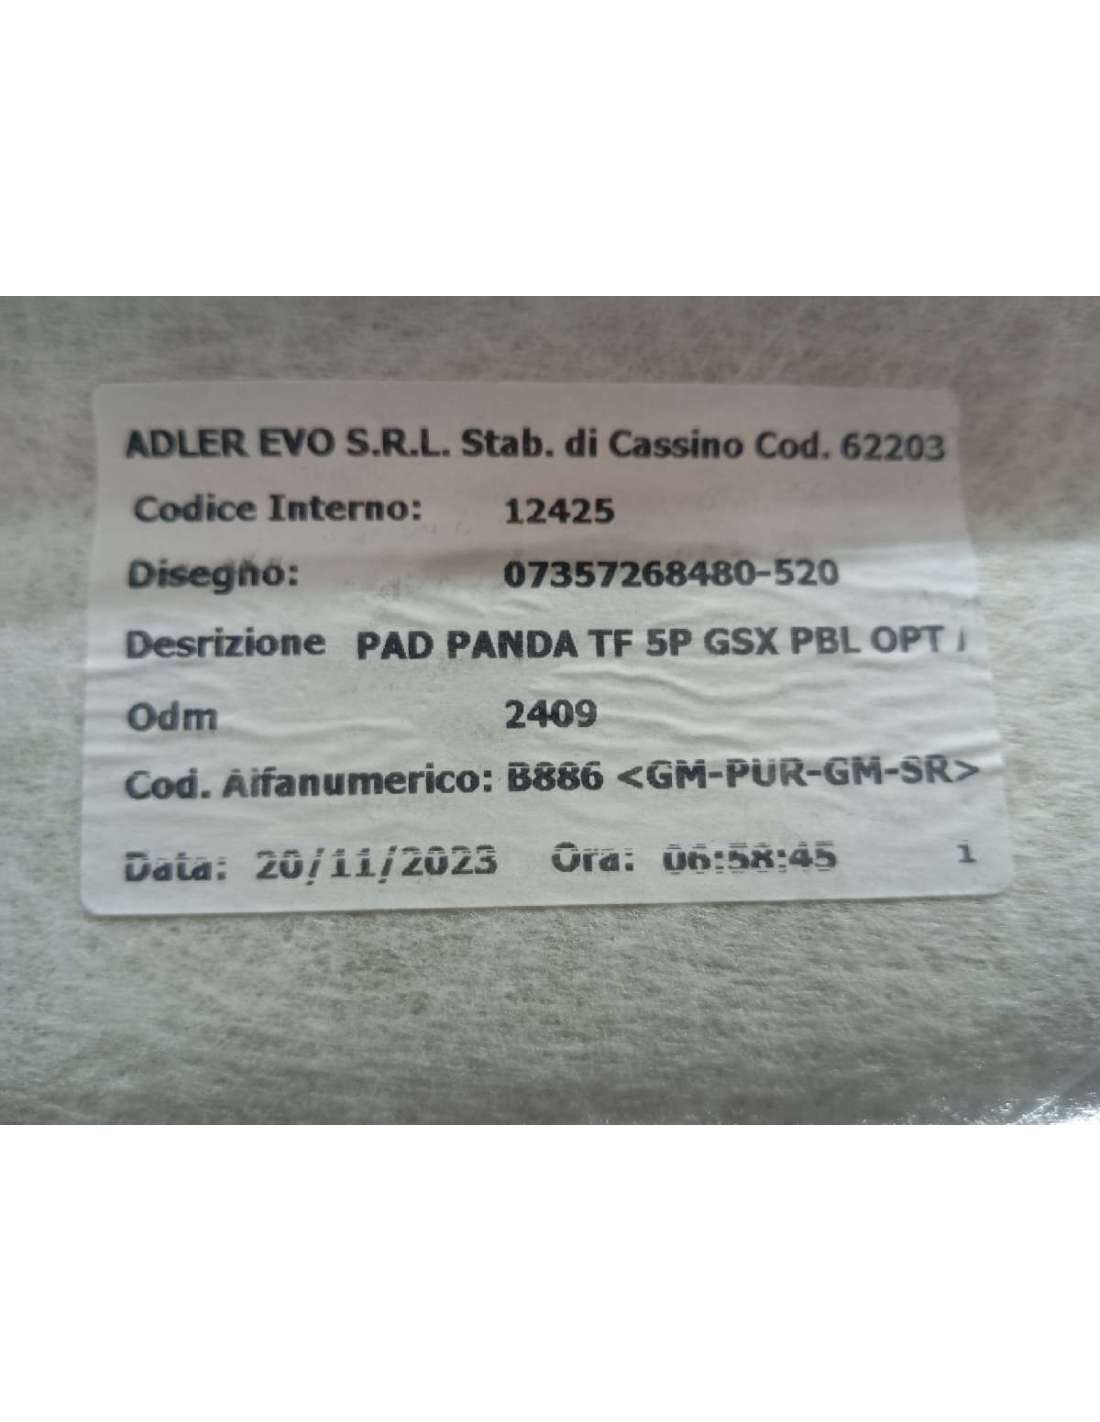 ADLER EVO S.R.L. Stab. di Cassino Cod. 62203
Codice Interno: 12425
Disegno: 07357268480-520
Desrizione PAD PANDA TF 5P GSX PBL OPT
Odm 2409
Cod. Alfanumerico: B886 <GM-PUR-GM-SR>
Data: 20/11/2023 Ora: 06:58:45 1